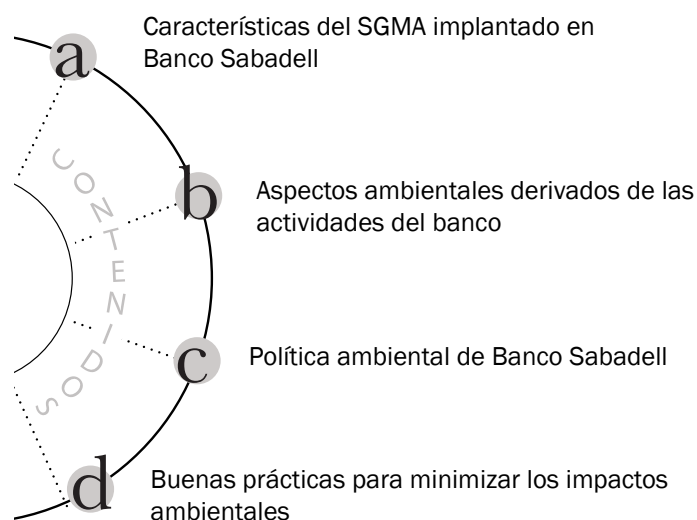 a
Características del SGMA implantado en
Banco Sabadell
b
Aspectos ambientales derivados de las
actividades del banco
CONTENIDOS
c
Política ambiental de Banco Sabadell
d
Buenas prácticas para minimizar los impactos
ambientales